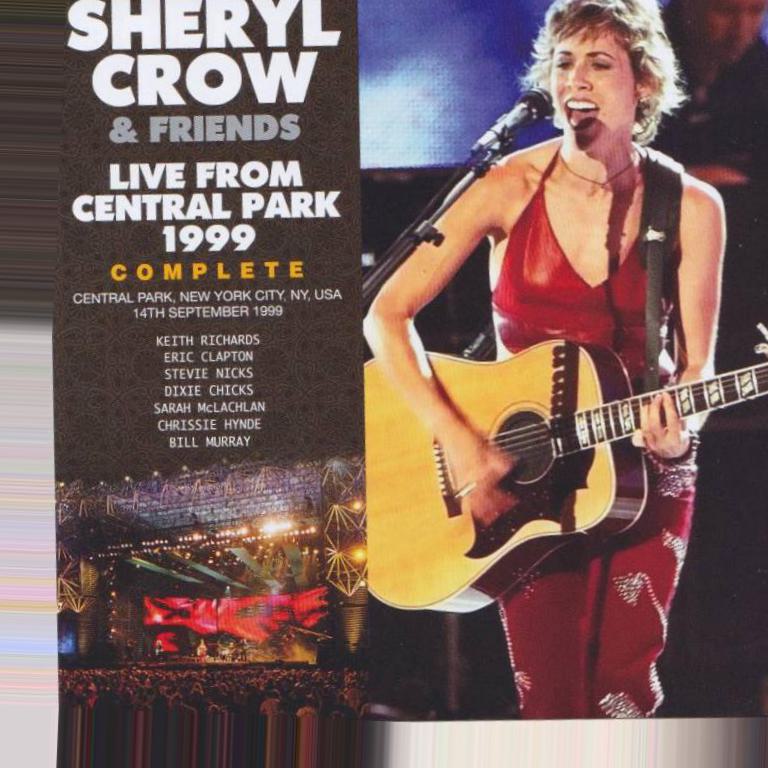 SHERYL
CROW
& FRIENDS
LIVE FROM
CENTRAL PARK
1999
COMPLETE
CENTRAL PARK, NEW YORK CITY, NY, USA
14TH SEPTEMBER 1999
KEITH RICHARDS
ERIC CLAPTON
STEVIE NICKS
DIXIE CHICKS
SARAH McLACHLAN
CHRISSIE HYNDE
BILL MURRAY